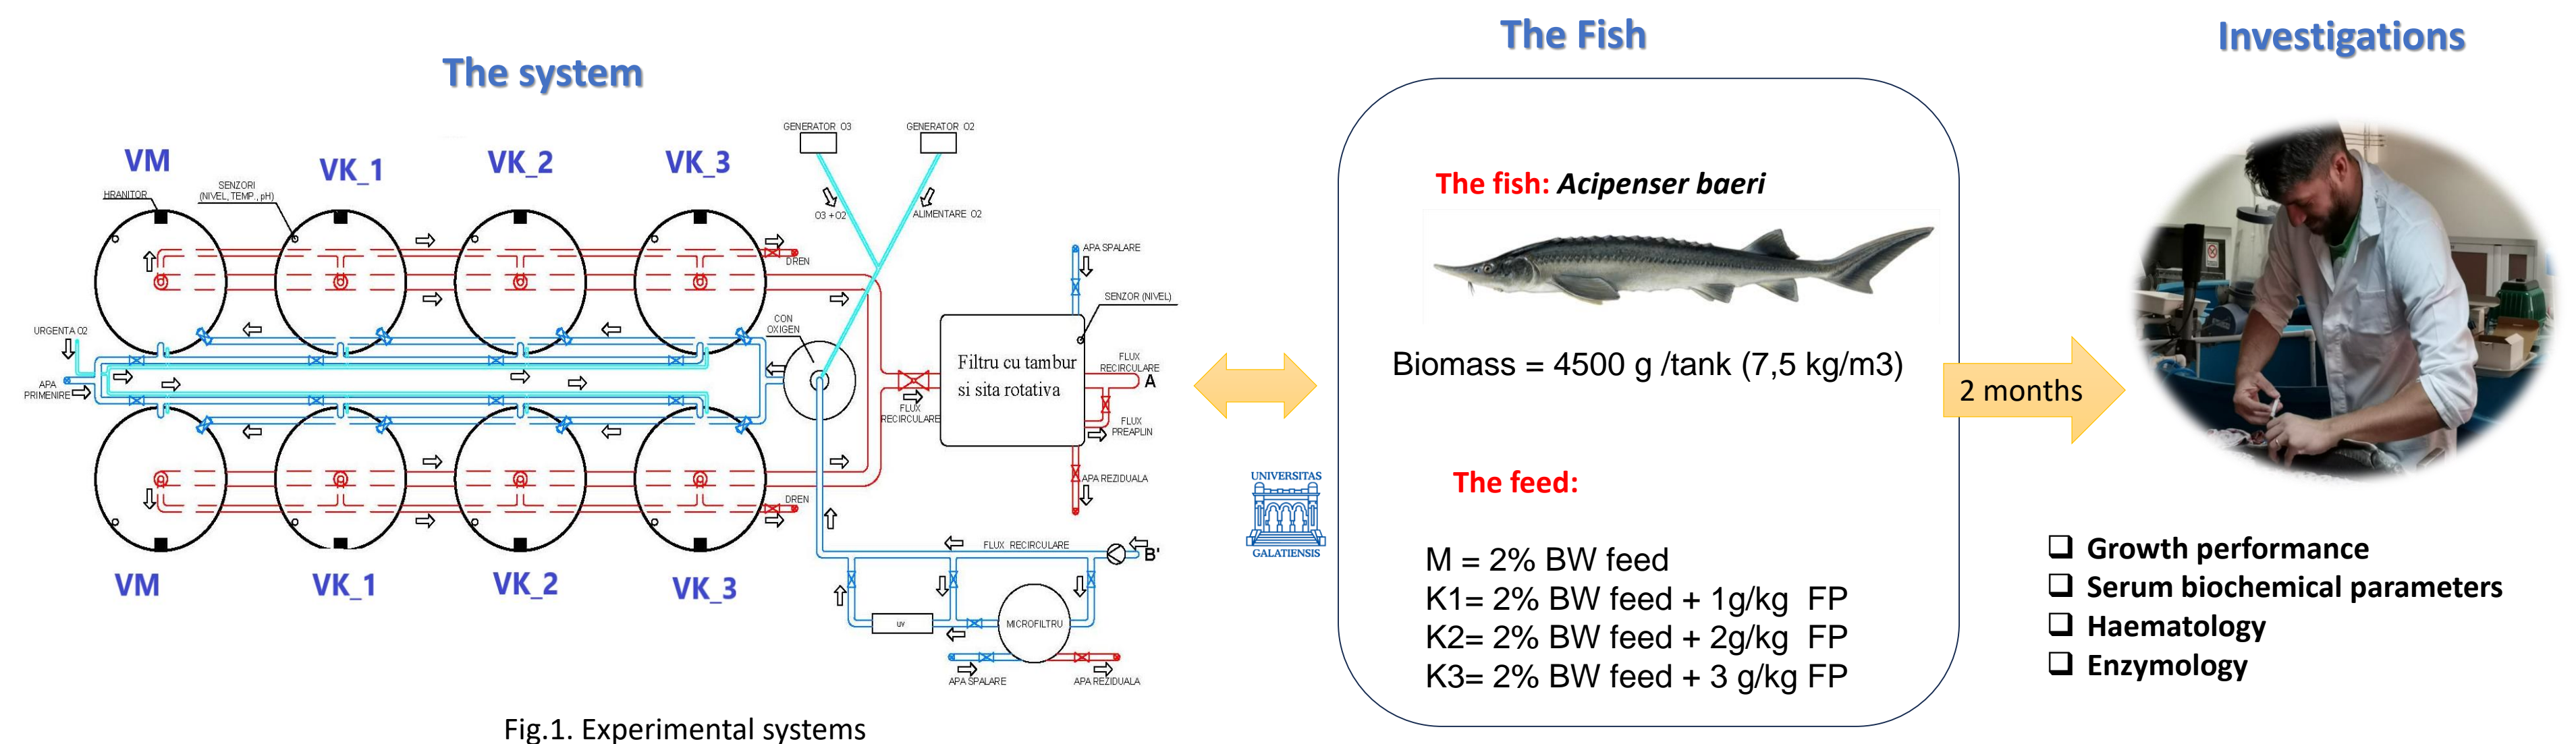 The system
The Fish
Investigations
GENERATOR O3
GENERATOR O2
VM
VK_1
VK_2
VK_3
HRANITOR
SENZORI
(NIVEL, TEMP., pH)
O3 +O2
ALIMENTARE O2
DREN
APA SPALARE
SENZOR (NIVEL)
URGENTA O2
CON
OXIGEN
Filtru cu tambur
si sita rotativa
FLUX
RECIRCULARE
A
APA
PRIMENIRE
FLUX
RECIRCULARE
FLUX
PREAPLIN
APA REZIDUALA
DREN
FLUX RECIRCULARE
B'
VM
VK_1
VK_2
VK_3
UV
MICROFILTRU
APA SPALARE
APA REZIDUALA
Fig.1. Experimental systems
UNIVERSITAS
GALATIENSIS
The fish: Acipenser baeri
Biomass = 4500 g /tank (7,5 kg/m3)
The feed:
M = 2% BW feed
K1= 2% BW feed + 1g/kg FP
K2= 2% BW feed + 2g/kg FP
K3= 2% BW feed + 3 g/kg FP
2 months
❑ Growth performance
❑ Serum biochemical parameters
❑ Haematology
❑ Enzymology